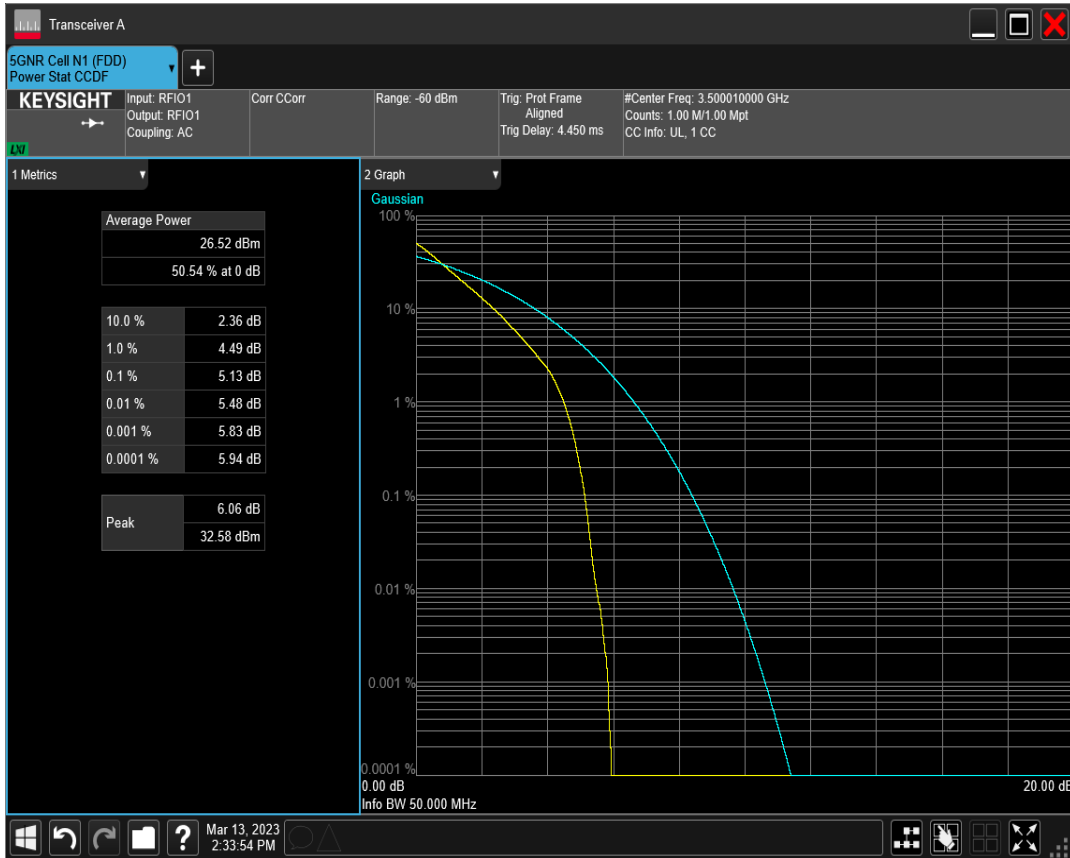 Transceiver A
5GNR Cell N1 (FDD)
Power Stat CCDF
+
KEYSIGHT
LXI
Input: RFIO1
Output: RFIO1
Coupling: AC
Corr CCorr
Range: -60 dBm
Trig: Prot Frame
Aligned
Trig Delay: 4.450 ms
#Center Freq: 3.500010000 GHz
Counts: 1.00 M/1.00 Mpt
CC Info: UL, 1 CC
1 Metrics
Average Power
26.52 dBm
50.54 % at 0 dB
10.0 % 2.36 dB
1.0 % 4.49 dB
0.1 % 5.13 dB
0.01 % 5.48 dB
0.001 % 5.83 dB
0.0001 % 5.94 dB
Peak 6.06 dB
32.58 dBm
2 Graph
Gaussian
100 %
10 %
1 %
0.1 %
0.01 %
0.001 %
0.0001 %
0.00 dB 20.00 dB
Info BW 50.000 MHz
?
Mar 13, 2023
2:33:54 PM